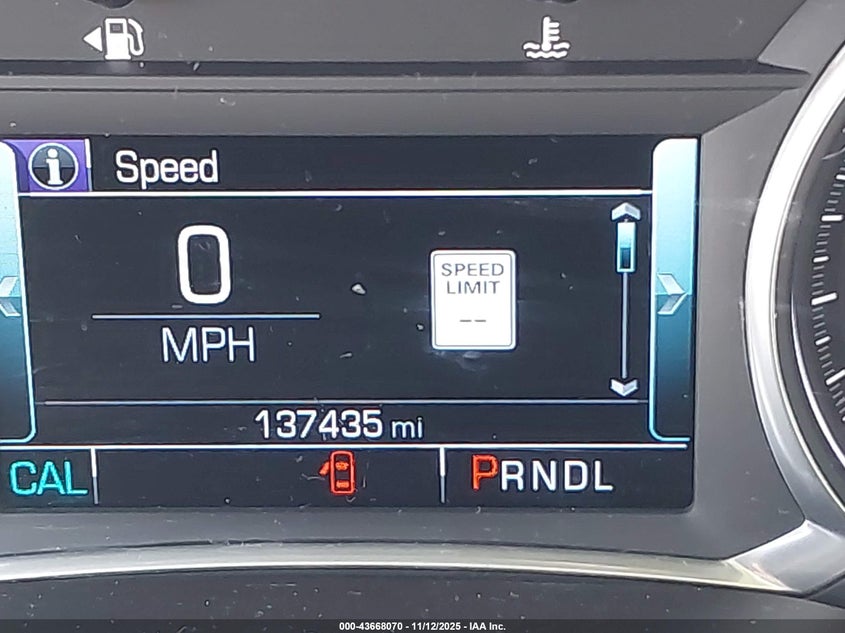 Speed
0
MPH
SPEED
LIMIT
--
137435 mi
CAL
PRNDL
000-43668070 - 11/12/2025 - IAA Inc.